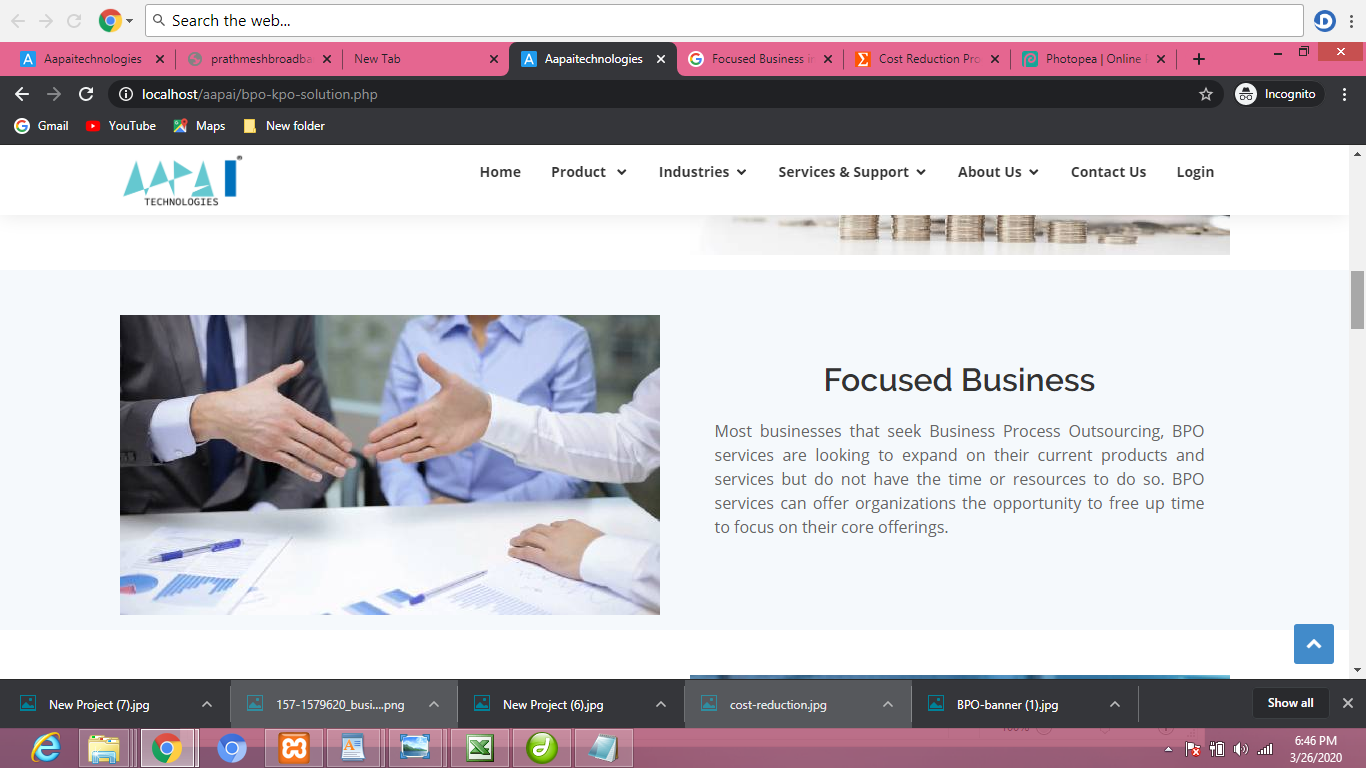 Search the web...
Aapaitechnologies
prathmeshbroadba
New Tab
Aapaitechnologies
Focused Business in
Cost Reduction Pro
Photopea | Online
localhost/aapai/bpo-kpo-solution.php
Incognito
Gmail
YouTube
Maps
New folder
AAPAI
TECHNOLOGIES
Home
Product
Industries
Services & Support
About Us
Contact Us
Login
Focused Business
Most businesses that seek Business Process Outsourcing, BPO
services are looking to expand on their current products and
services but do not have the time or resources to do so. BPO
services can offer organizations the opportunity to free up time
to focus on their core offerings.
New Project (7).jpg
157-1579620_busi....png
New Project (6).jpg
cost-reduction.jpg
BPO-banner (1).jpg
Show all
100%
6:46 PM
3/26/2020